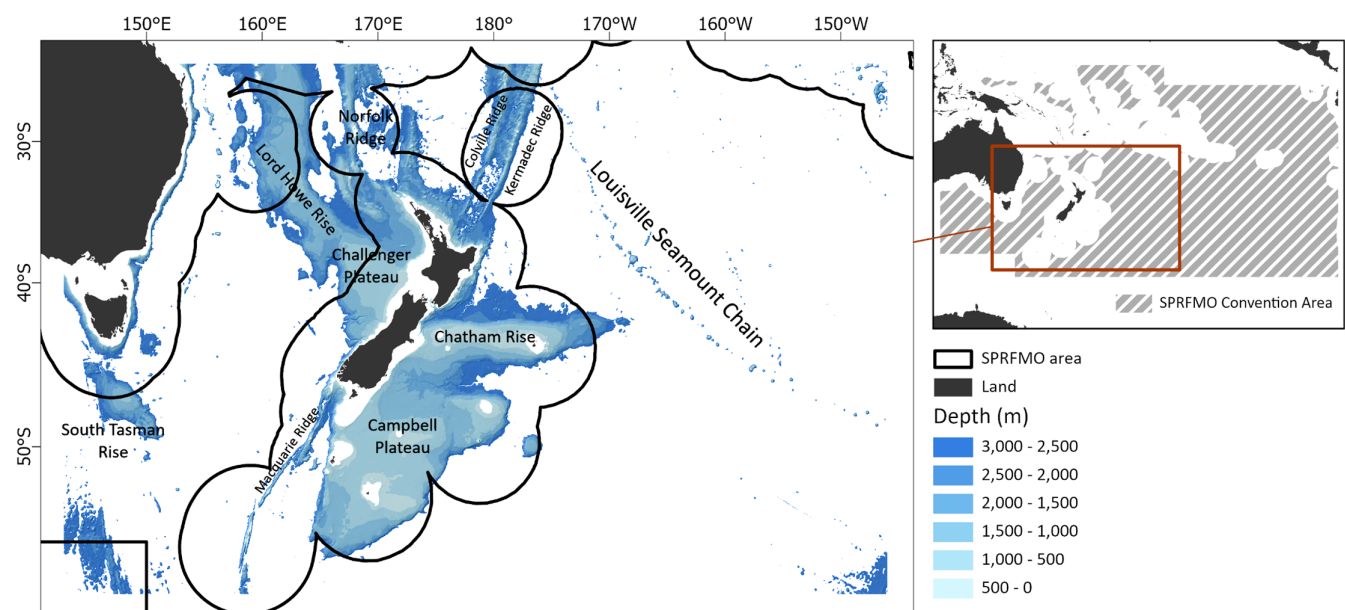 150°E
160°E
170°E
180°
170°W
160°W
150°W
30°S
40°S
50°S
Norfolk
Ridge
Colville Ridge
Kermadec Ridge
Lord Howe Rise
Louisville Seamount Chain
Challenger
Plateau
Chatham Rise
South Tasman
Rise
Macquarie Ridge
Campbell
Plateau
SPRFMO Convention Area
SPRFMO area
Land
Depth (m)
3,000 - 2,500
2,500 - 2,000
2,000 - 1,500
1,500 - 1,000
1,000 - 500
500 - 0